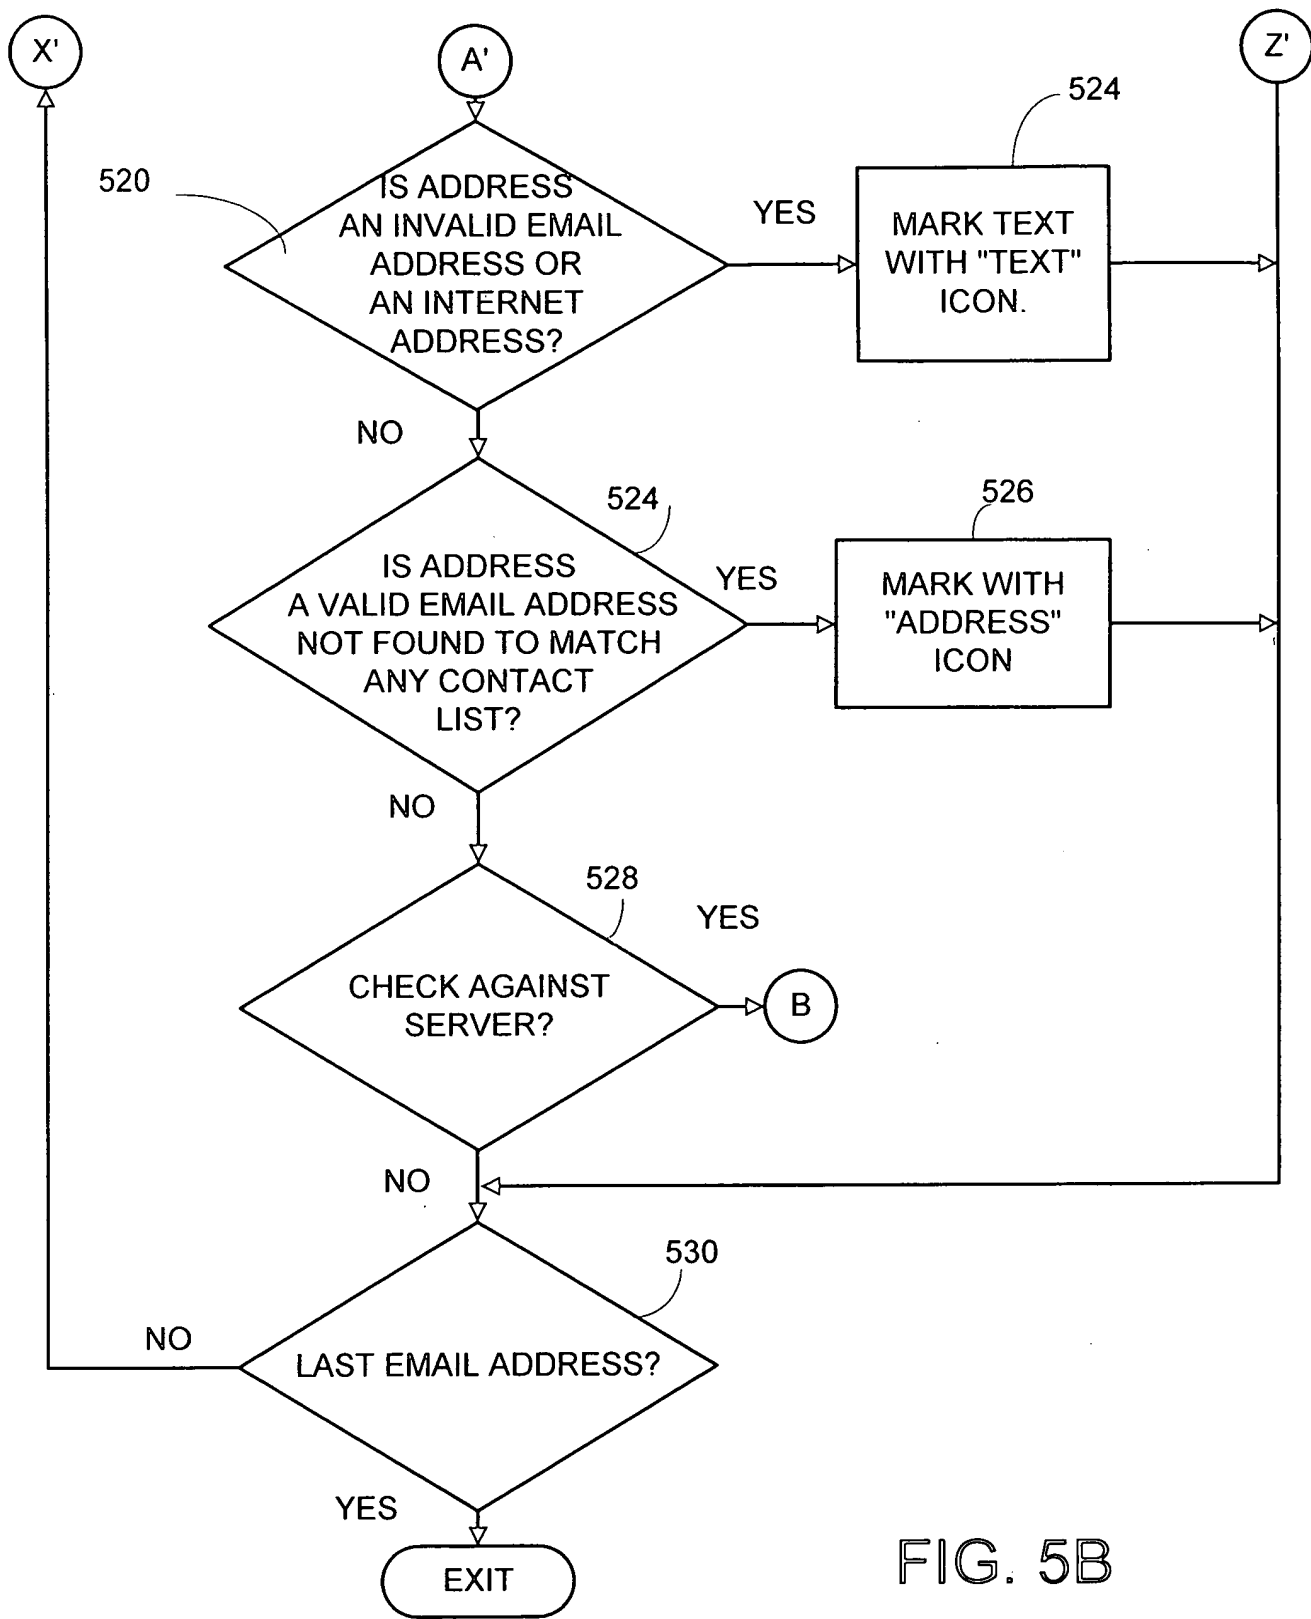 X'
A'
Z'
524
520
IS ADDRESS
AN INVALID EMAIL
ADDRESS OR
AN INTERNET
ADDRESS?
YES
MARK TEXT
WITH "TEXT"
ICON.
NO
524
526
IS ADDRESS
A VALID EMAIL ADDRESS
NOT FOUND TO MATCH
ANY CONTACT
LIST?
YES
MARK WITH
"ADDRESS"
ICON
NO
528
YES
CHECK AGAINST
SERVER?
B
NO
530
NO
LAST EMAIL ADDRESS?
YES
EXIT
FIG. 5B